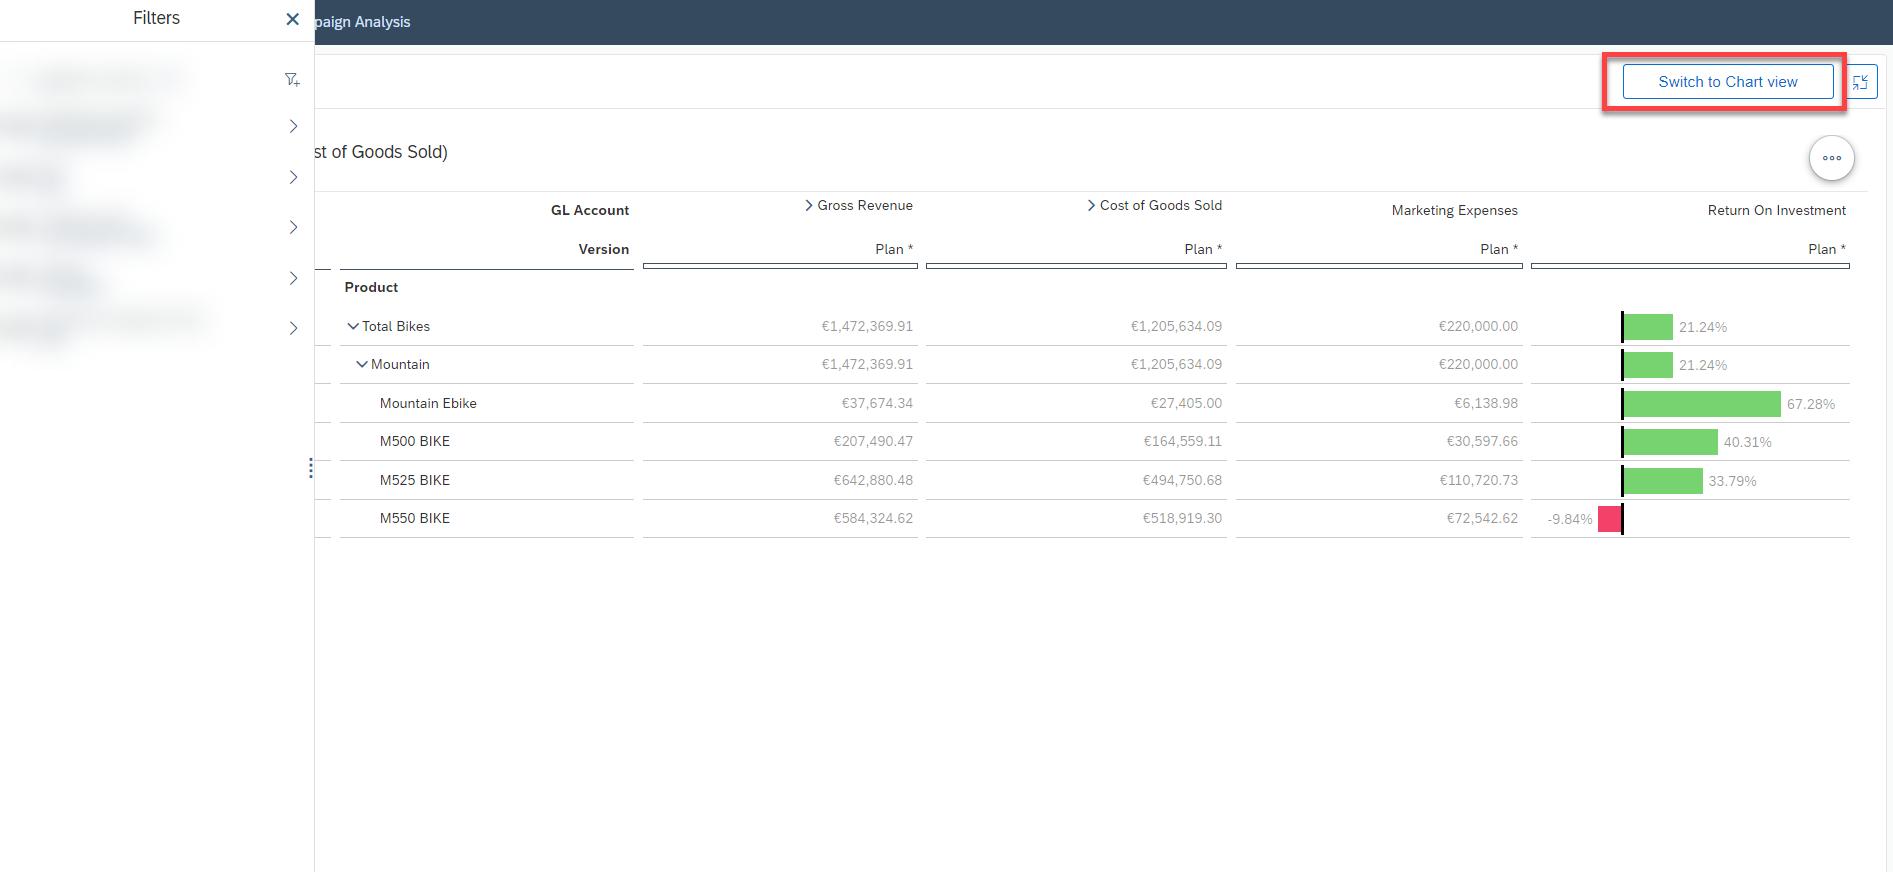 Filters
paign Analysis
Switch to Chart view
st of Goods Sold)
GL Account Gross Revenue Cost of Goods Sold Marketing Expenses Return On Investment
Version Plan * Plan * Plan * Plan *
Product
Total Bikes €1,472,369.91 €1,205,634.09 €220,000.00 21.24%
Mountain €1,472,369.91 €1,205,634.09 €220,000.00 21.24%
Mountain Ebike €37,674.34 €27,405.00 €6,138.98 67.28%
M500 BIKE €207,490.47 €164,559.11 €30,597.66 40.31%
M525 BIKE €642,880.48 €494,750.68 €110,720.73 33.79%
M550 BIKE €584,324.62 €518,919.30 €72,542.62 -9.84%